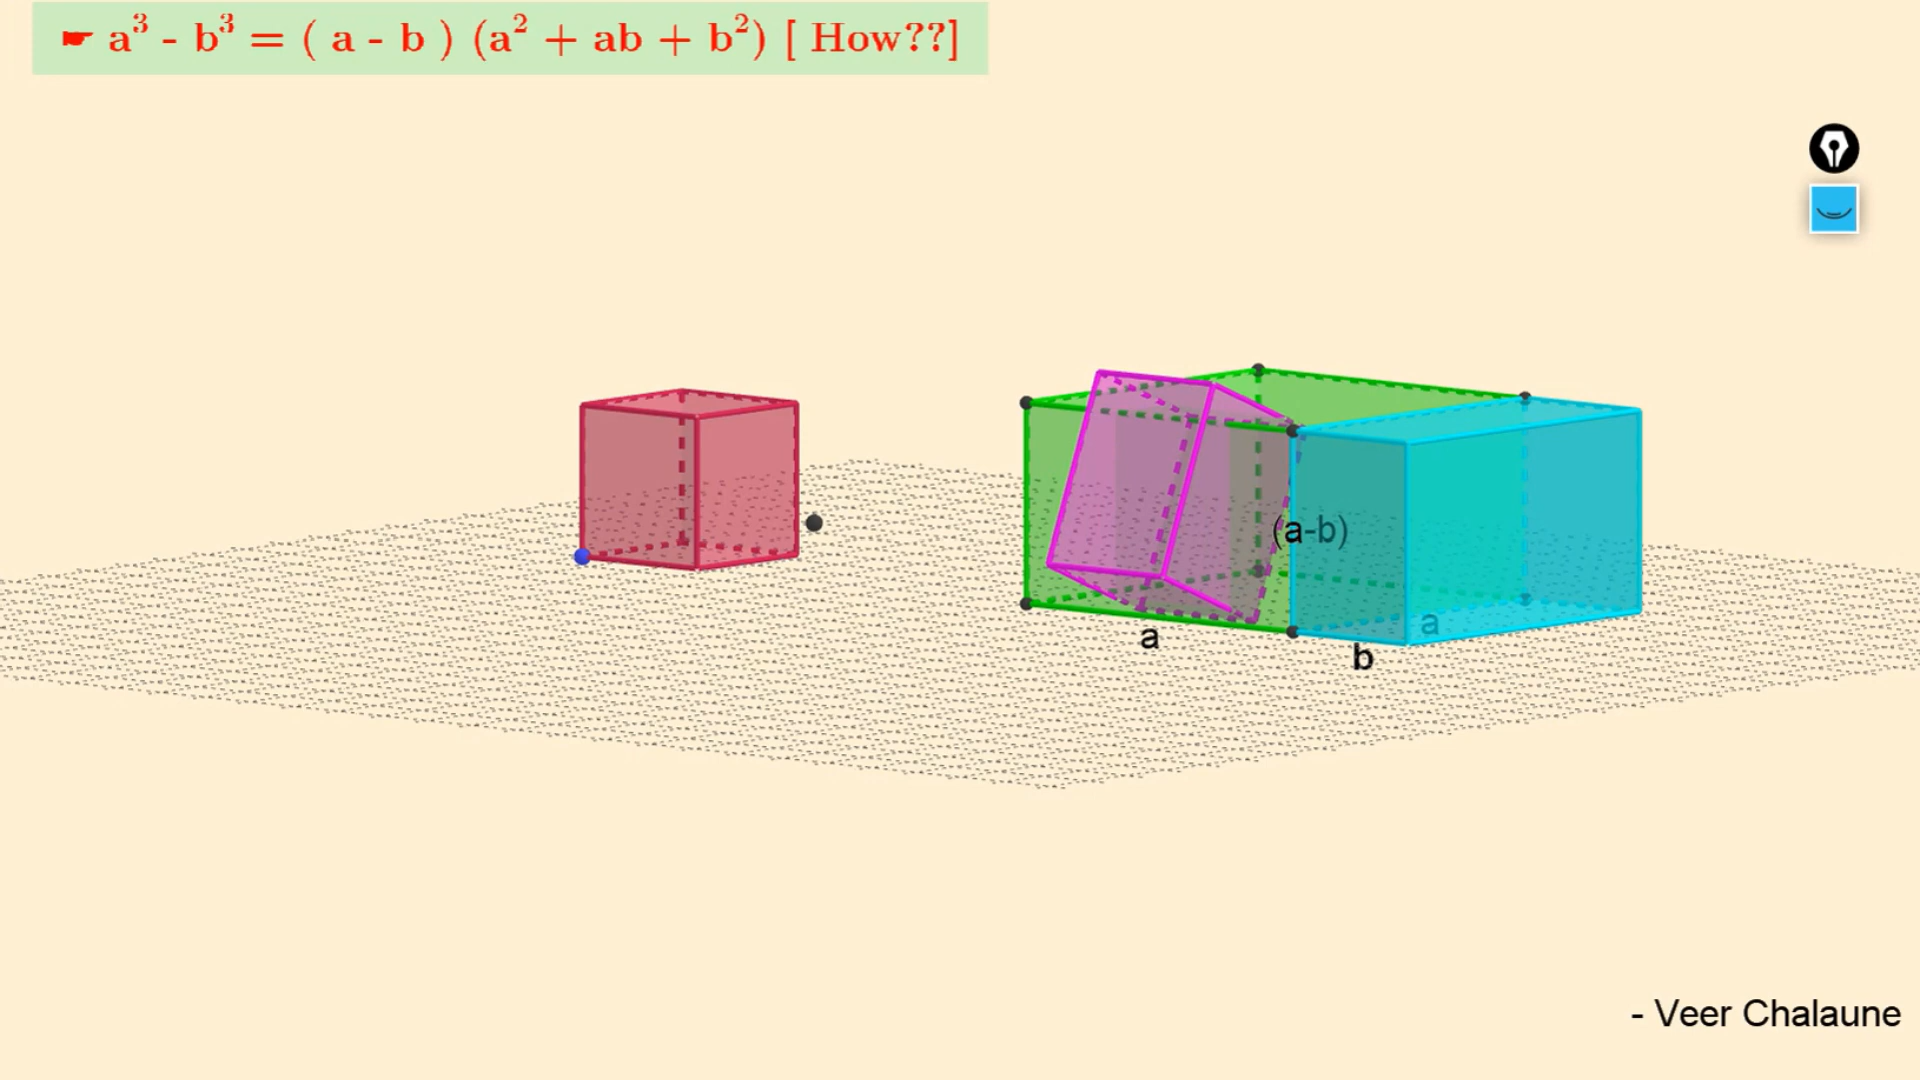 ☛ a³ - b³ = ( a - b ) (a² + ab + b²) [ How??]
(a-b)
a
a
b
- Veer Chalaune